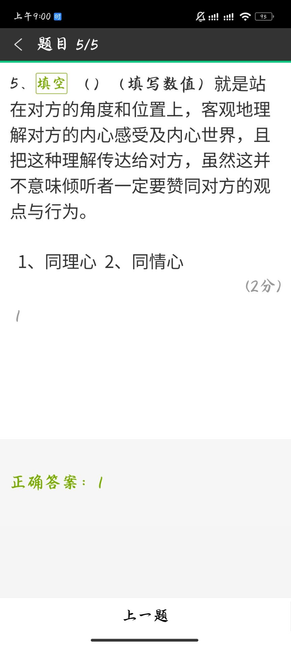 上午9:00
93
题目 5/5
5、填空 （）（填写数值）就是站
在对方的角度和位置上，客观地理
解对方的内心感受及内心世界，且
把这种理解传达给对方，虽然这并
不意味倾听者一定要赞同对方的观
点与行为。
1、同理心 2、同情心
（2分）
1
正确答案：1
上一题